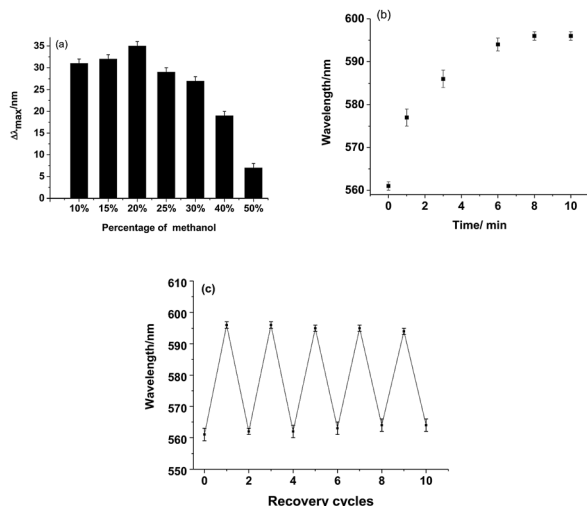 (a)
35
30
25
20
15
10
5
0
Δλmax/nm
10% 15% 20% 25% 30% 40% 50%
Percentage of methanol
(b)
600
590
580
570
560
Wavelength/nm
0 2 4 6 8 10
Time/ min
(c)
610
600
590
580
570
560
550
Wavelength/nm
0 2 4 6 8 10
Recovery cycles